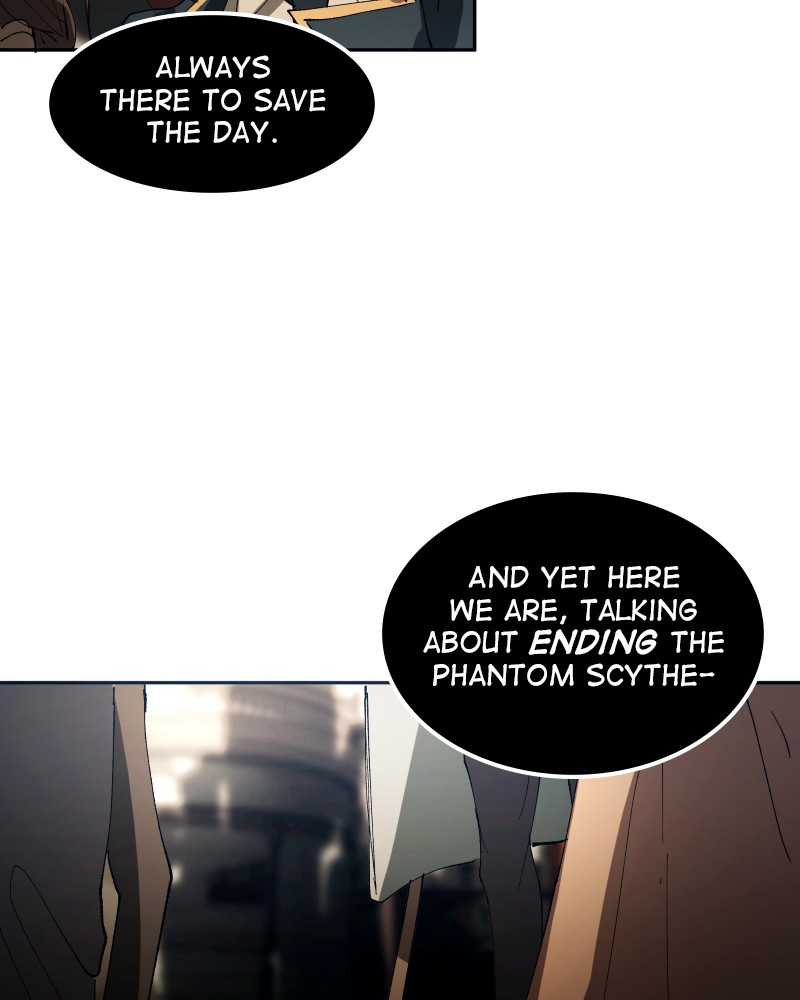 ALWAYS
THERE TO SAVE
THE DAY.
AND YET HERE
WE ARE, TALKING
ABOUT ENDING THE
PHANTOM SCYTHE-